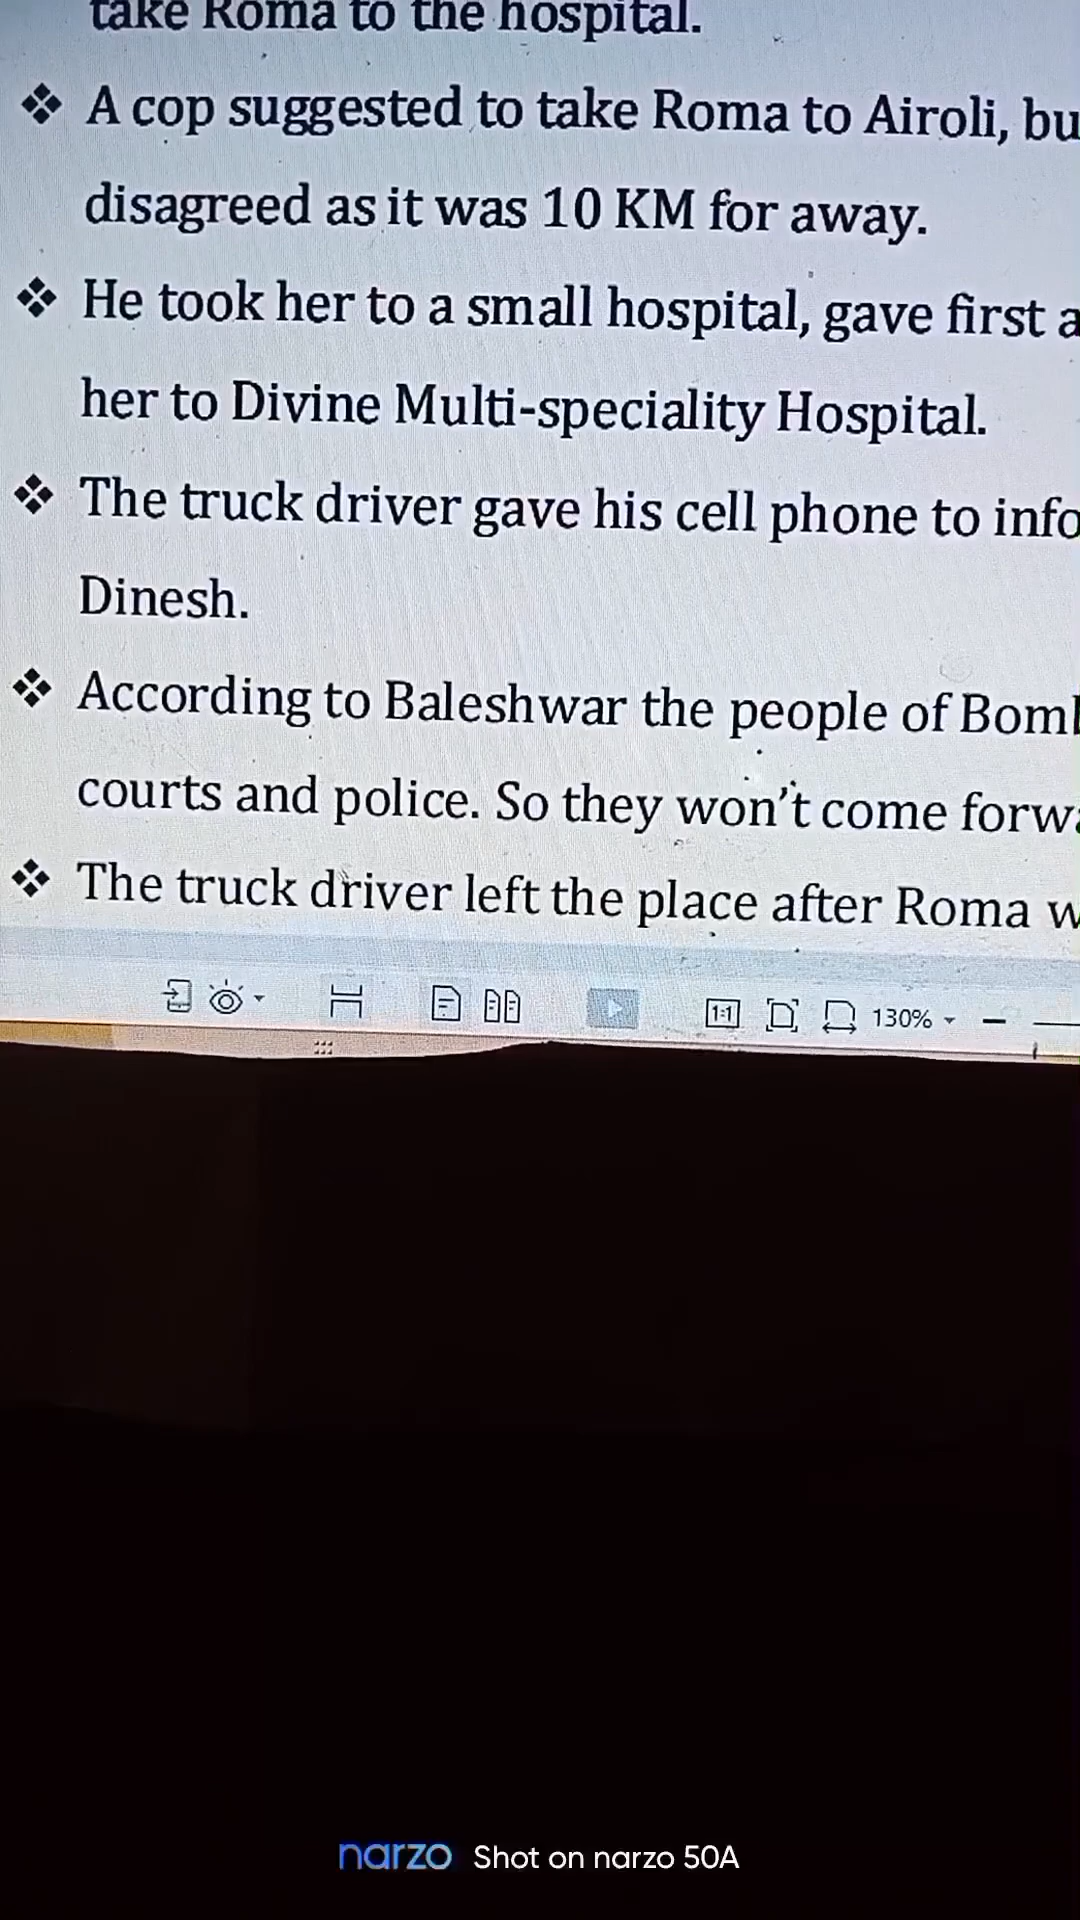 take Roma to the hospital.
❖ A cop suggested to take Roma to Airoli, bu
disagreed as it was 10 KM for away.
❖ He took her to a small hospital, gave first a
her to Divine Multi-speciality Hospital.
❖ The truck driver gave his cell phone to info
Dinesh.
❖ According to Baleshwar the people of Bom
courts and police. So they won't come forwa
❖ The truck driver left the place after Roma w
1:1 130%
narzo Shot on narzo 50A